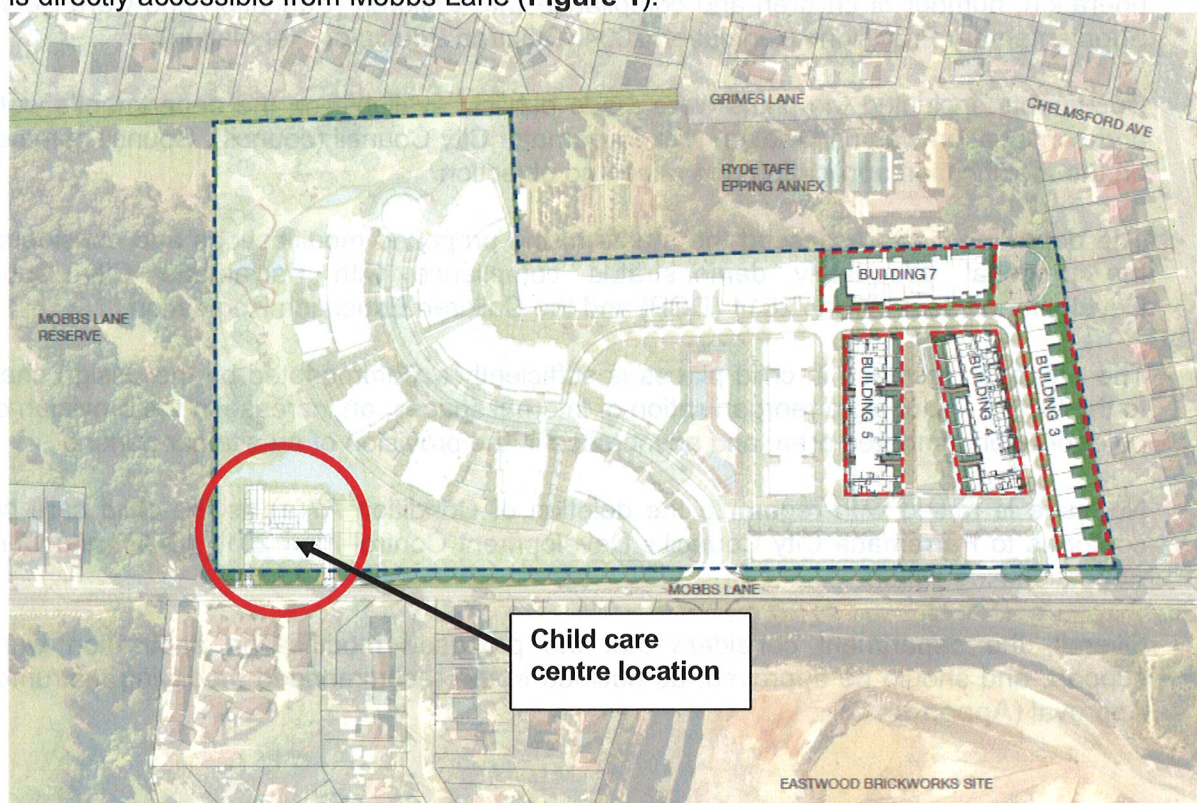 is directly accessible from Mobbs Lane (Figure 1).
GRIMES LANE
CHELMSFORD AVE
RYDE TAFE
EPPING ANNEX
BUILDING 7
MOBBS LANE
RESERVE
BUILDING 5
BUILDING 4
BUILDING 3
MOBBS LANE
Child care
centre location
EASTWOOD BRICKWORKS SITE